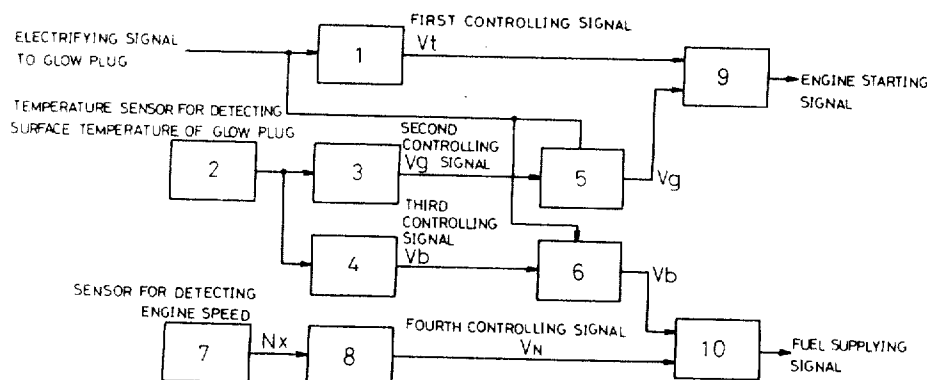 FIRST CONTROLLING SIGNAL
ELECTRIFYING SIGNAL
TO GLOW PLUG
1
Vt
9
ENGINE STARTING
SIGNAL
TEMPERATURE SENSOR FOR DETECTING
SURFACE TEMPERATURE OF GLOW PLUG
2
3
SECOND
CONTROLLING
Vg SIGNAL
5
Vg
4
THIRD
CONTROLLING
SIGNAL
Vb
6
Vb
SENSOR FOR DETECTING
ENGINE SPEED
7
Nx
8
FOURTH CONTROLLING SIGNAL
VN
10
FUEL SUPPLYING
SIGNAL